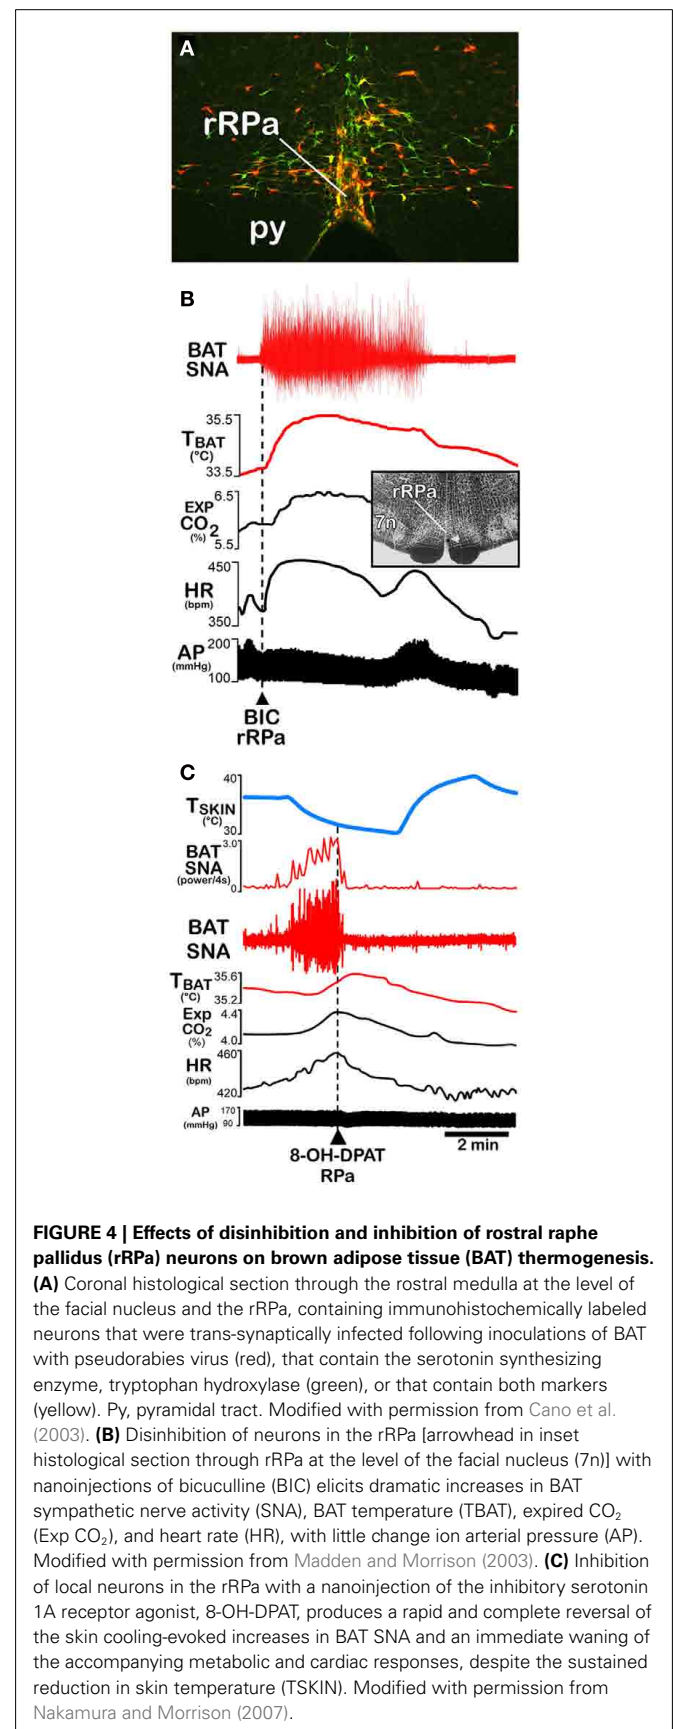 A
rRPa
py
B
BAT
SNA
35.5
TBAT
(°C)
33.5
6.5
EXP
CO2
(%)
5.5
rRPa
7n
450
HR
(bpm)
350
200
AP
(mmHg)
100
BIC
rRPa
C
40
TSKIN
(°C)
30
BAT 3.0
SNA
(power/4s)
0
BAT
SNA
35.6
TBAT
(°C) 35.2
Exp 4.4
CO2
(%) 4.0
460
HR
(bpm)
420
AP 170
(mmHg) 90
2 min
8-OH-DPAT
RPa
FIGURE 4 | Effects of disinhibition and inhibition of rostral raphe
pallidus (rRPa) neurons on brown adipose tissue (BAT) thermogenesis.
(A) Coronal histological section through the rostral medulla at the level of
the facial nucleus and the rRPa, containing immunohistochemically labeled
neurons that were trans-synaptically infected following inoculations of BAT
with pseudorabies virus (red), that contain the serotonin synthesizing
enzyme, tryptophan hydroxylase (green), or that contain both markers
(yellow). Py, pyramidal tract. Modified with permission from Cano et al.
(2003). (B) Disinhibition of neurons in the rRPa [arrowhead in inset
histological section through rRPa at the level of the facial nucleus (7n)] with
nanoinjections of bicuculline (BIC) elicits dramatic increases in BAT
sympathetic nerve activity (SNA), BAT temperature (TBAT), expired CO₂
(Exp CO₂), and heart rate (HR), with little change ion arterial pressure (AP).
Modified with permission from Madden and Morrison (2003). (C) Inhibition
of local neurons in the rRPa with a nanoinjection of the inhibitory serotonin
1A receptor agonist, 8-OH-DPAT, produces a rapid and complete reversal of
the skin cooling-evoked increases in BAT SNA and an immediate waning of
the accompanying metabolic and cardiac responses, despite the sustained
reduction in skin temperature (TSKIN). Modified with permission from
Nakamura and Morrison (2007).